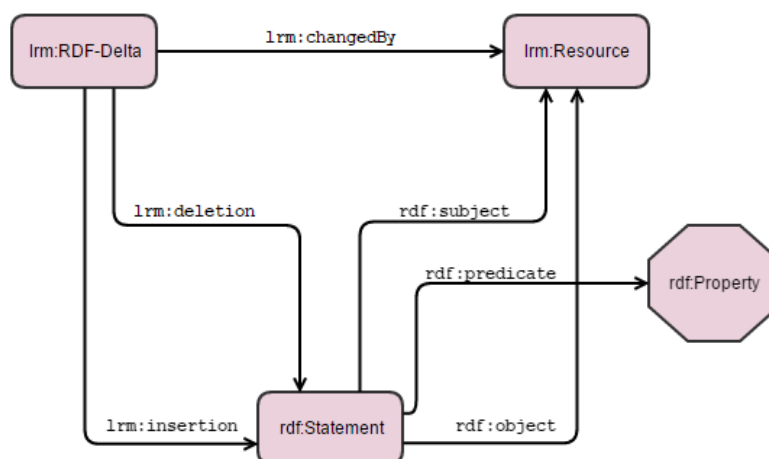 lrm:RDF-Delta
lrm:changedBy
lrm:Resource
lrm:deletion
rdf:subject
rdf:predicate
rdf:Property
lrm:insertion
rdf:Statement
rdf:object